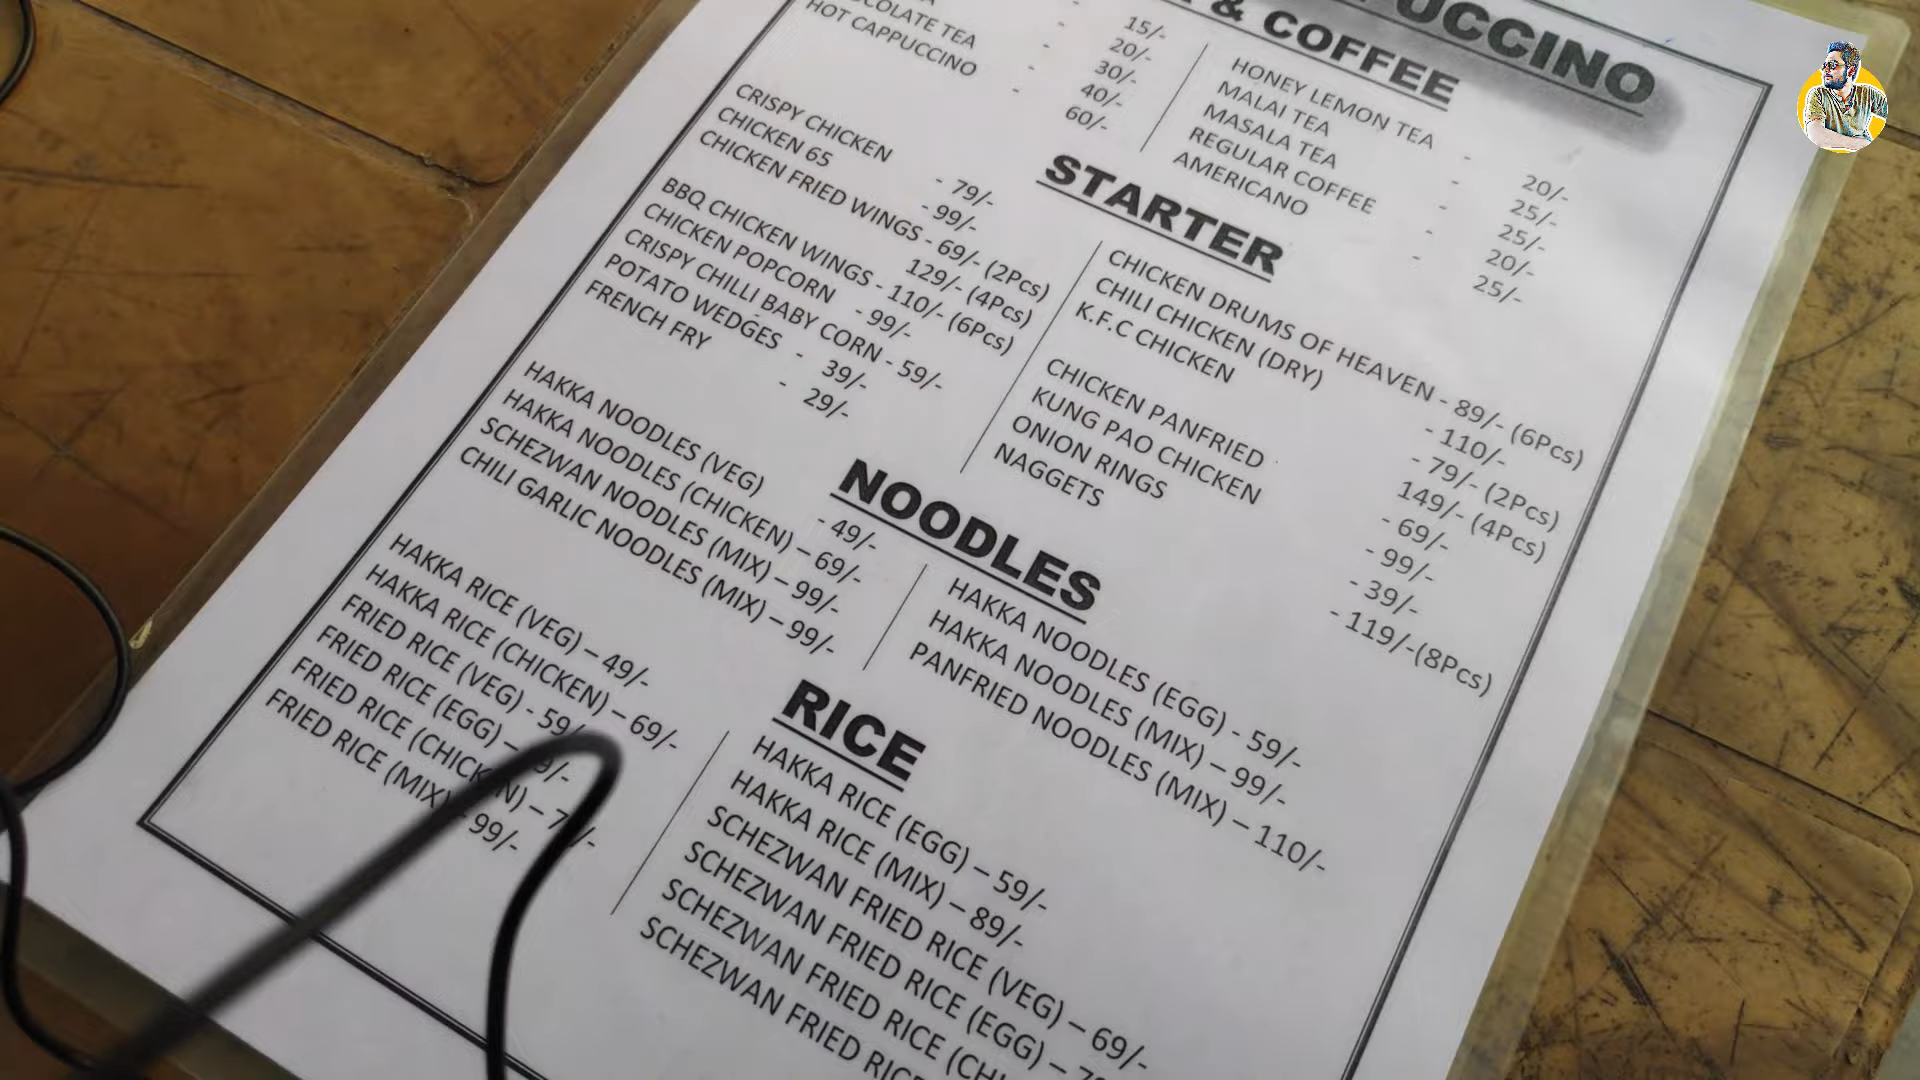 PUCCINO
& COFFEE
15/-
COLATE TEA - 20/-
HOT CAPPUCCINO - 30/-
- 40/-
- 60/-
HONEY LEMON TEA - 20/-
MALAI TEA - 25/-
MASALA TEA - 25/-
REGULAR COFFEE - 20/-
AMERICANO - 25/-
STARTER
CRISPY CHICKEN - 79/-
CHICKEN 65 - 99/-
CHICKEN FRIED WINGS - 69/- (2Pcs)
129/- (4Pcs)
BBQ CHICKEN WINGS - 110/- (6Pcs)
CHICKEN POPCORN - 99/-
CRISPY CHILLI BABY CORN - 59/-
POTATO WEDGES - 39/-
FRENCH FRY - 29/-
CHICKEN DRUMS OF HEAVEN - 89/- (6Pcs)
CHILI CHICKEN (DRY) - 110/-
K.F.C CHICKEN - 79/- (2Pcs)
149/- (4Pcs)
CHICKEN PANFRIED - 69/-
KUNG PAO CHICKEN - 99/-
ONION RINGS - 39/-
NAGGETS - 119/-(8Pcs)
NOODLES
HAKKA NOODLES (VEG) - 49/-
HAKKA NOODLES (CHICKEN) – 69/-
SCHEZWAN NOODLES (MIX) – 99/-
CHILI GARLIC NOODLES (MIX) – 99/-
HAKKA NOODLES (EGG) - 59/-
HAKKA NOODLES (MIX) – 99/-
PANFRIED NOODLES (MIX) – 110/-
RICE
HAKKA RICE (VEG) – 49/-
HAKKA RICE (CHICKEN) – 69/-
FRIED RICE (VEG) - 59/-
FRIED RICE (EGG) –
FRIED RICE (CHICKEN) –
FRIED RICE (MIX) - 99/-
HAKKA RICE (EGG) – 59/-
HAKKA RICE (MIX) – 89/-
SCHEZWAN FRIED RICE (VEG) – 69/-
SCHEZWAN FRIED RICE (EGG) –
SCHEZWAN FRIED RICE
SCHEZWAN FRIED RICE